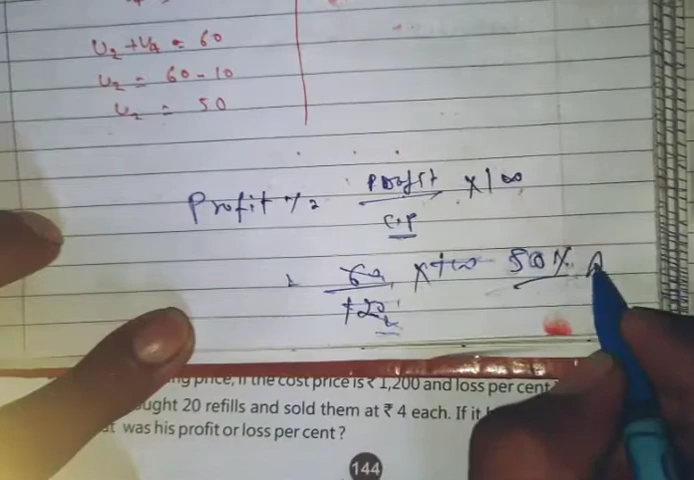 u₂ + u₄ = 60
u₂ = 60 - 10
u₂ = 50
Profit % = Profit × 100
C.P
60 × 100 50%
120
ng price, if the cost price is ₹ 1,200 and loss per cent
ught 20 refills and sold them at ₹ 4 each. If it
t was his profit or loss per cent ?
144